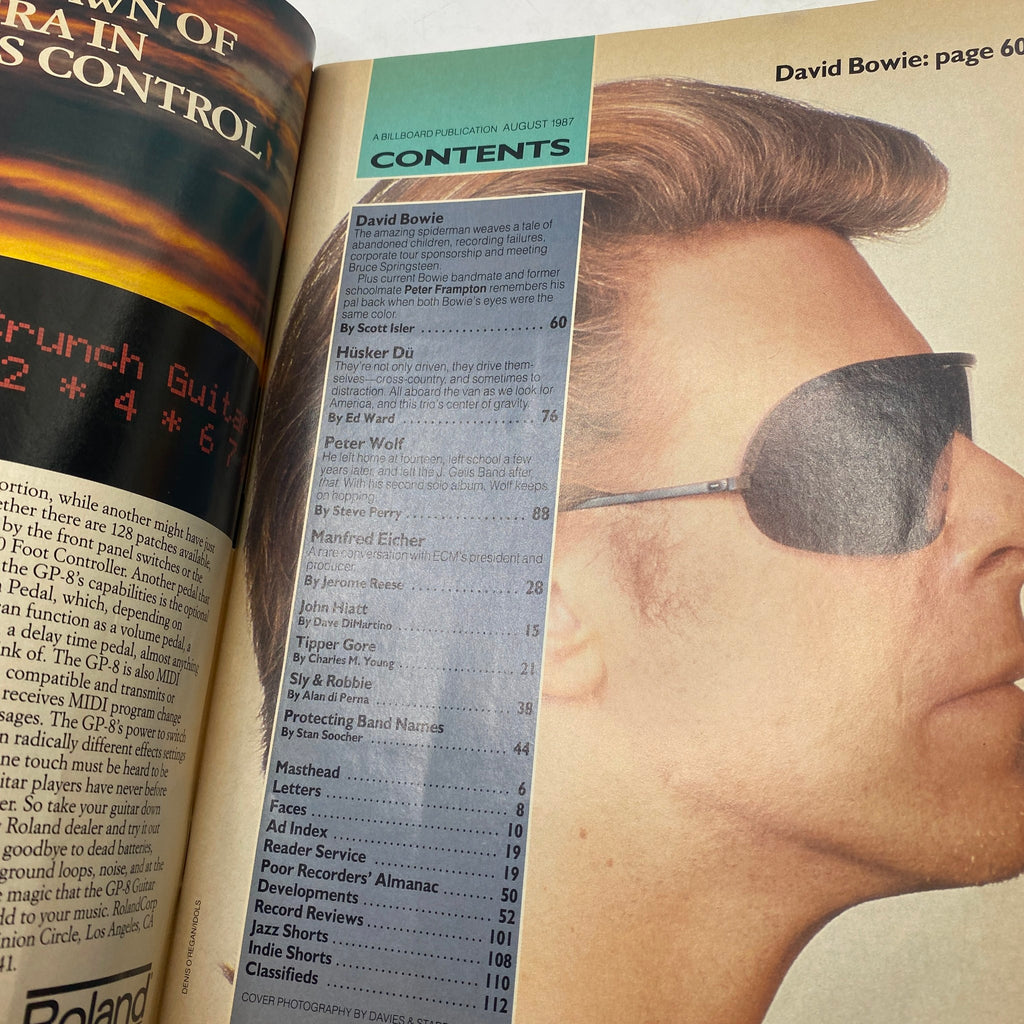 WN OF
RA IN
S CONTROL
crunch Guitar
2 * 4 * 6 7
ortion, while another might have just
ether there are 128 patches available,
by the front panel switches or the
0 Foot Controller. Another pedal that
the GP-8's capabilities is the optional
n Pedal, which, depending on
can function as a volume pedal, a
a delay time pedal, almost anything
nk of. The GP-8 is also MIDI
compatible and transmits or
receives MIDI program change
sages. The GP-8's power to switch
n radically different effects settings
ne touch must be heard to be
itar players have never before
er. So take your guitar down
Roland dealer and try it out
goodbye to dead batteries,
ground loops, noise, and at the
e magic that the GP-8 Guitar
dd to your music. RolandCorp
inion Circle, Los Angeles, CA
41.
Roland
David Bowie: page 60
A BILLBOARD PUBLICATION AUGUST 1987
CONTENTS
David Bowie
The amazing spiderman weaves a tale of
abandoned children, recording failures,
corporate tour sponsorship and meeting
Bruce Springsteen.
Plus current Bowie bandmate and former
schoolmate Peter Frampton remembers his
pal back when both Bowie's eyes were the
same color.
By Scott Isler 60
Hüsker Dü
They're not only driven, they drive them-
selves—cross-country, and sometimes to
distraction. All aboard the van as we look for
America, and this trio's center of gravity.
By Ed Ward 76
Peter Wolf
He left home at fourteen, left school a few
years later, and left the J. Geils Band after
that. With his second solo album, Wolf keeps
on hopping.
By Steve Perry 88
Manfred Eicher
A rare conversation with ECM's president and
producer.
By Jerome Reese 28
John Hiatt
By Dave DiMartino 15
Tipper Gore
By Charles M. Young 21
Sly & Robbie
By Alan di Perna 38
Protecting Band Names
By Stan Soocher 44
Masthead 6
Letters 8
Faces 10
Ad Index 19
Reader Service 19
Poor Recorders' Almanac 50
Developments 52
Record Reviews 101
Jazz Shorts 108
Indie Shorts 110
Classifieds 112
COVER PHOTOGRAPHY BY DAVIES & STARR
DENIS O'REGAN/IDOLS